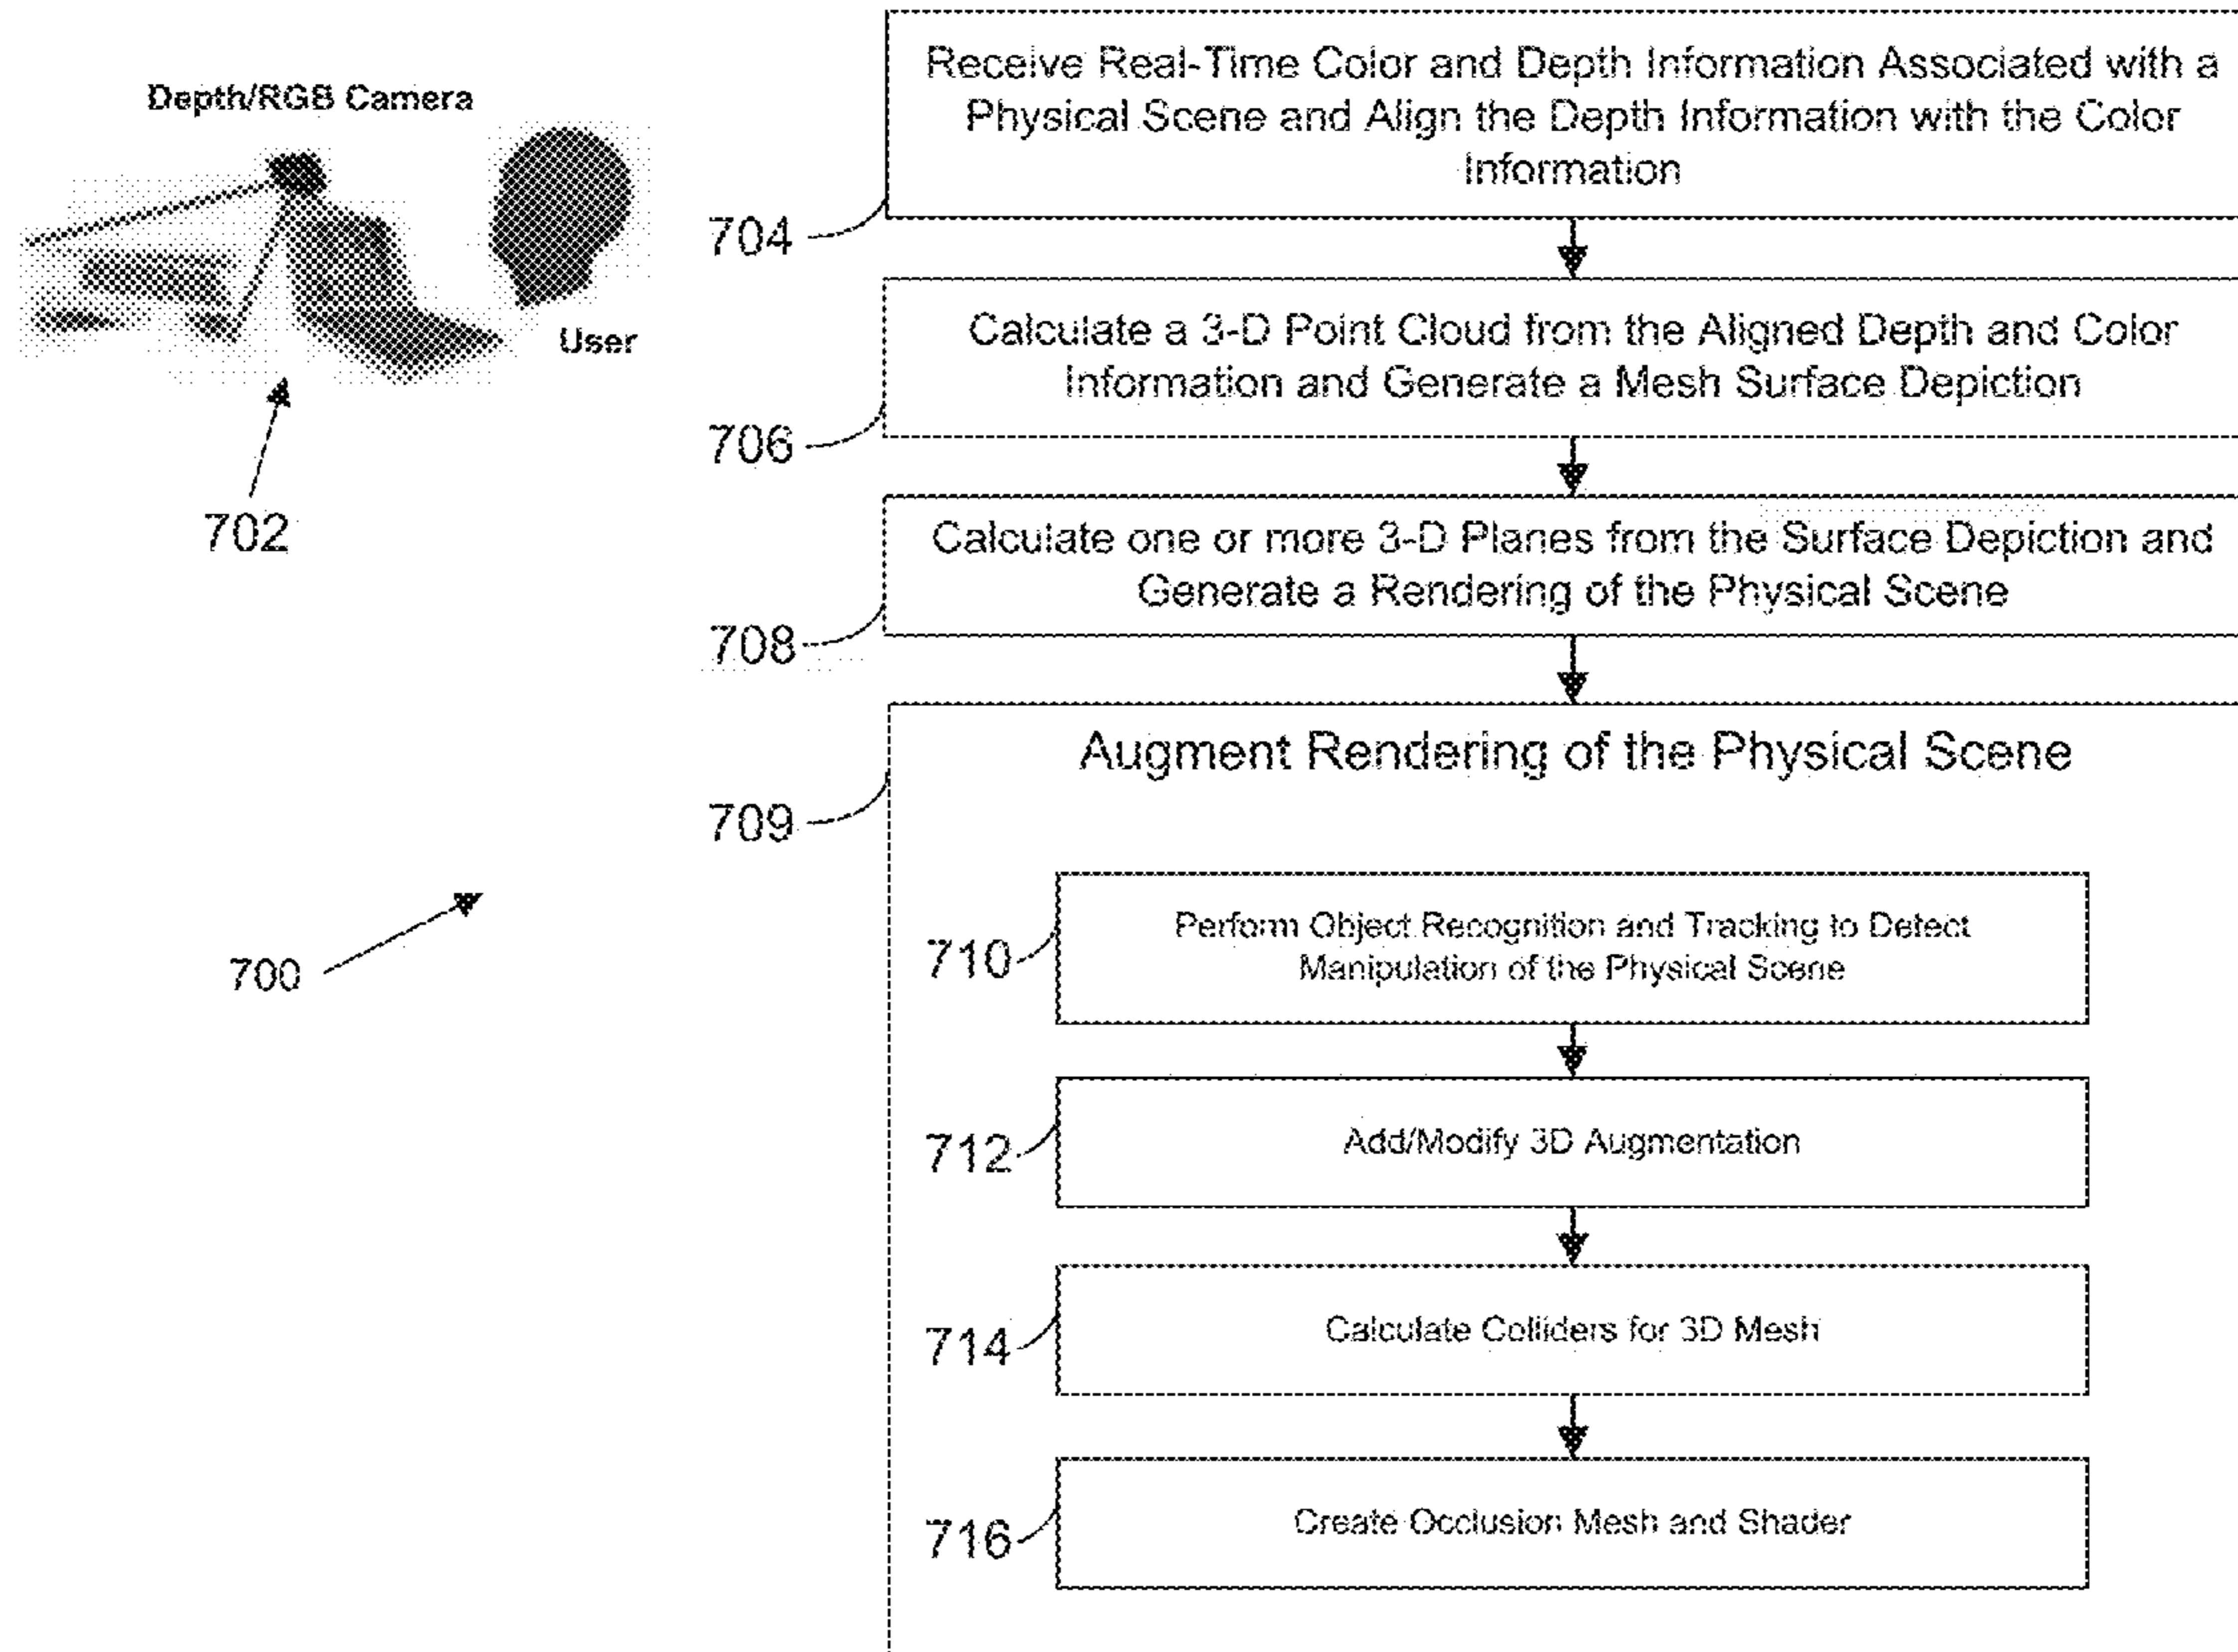 Depth/RGB Camera
User
702
700
Receive Real-Time Color and Depth Information Associated with a
Physical Scene and Align the Depth Information with the Color
Information
704
Calculate a 3-D Point Cloud from the Aligned Depth and Color
Information and Generate a Mesh Surface Depiction
706
Calculate one or more 3-D Planes from the Surface Depiction and
Generate a Rendering of the Physical Scene
708
Augment Rendering of the Physical Scene
709
Perform Object Recognition and Tracking to Detect
Manipulation of the Physical Scene
710
Add/Modify 3D Augmentation
712
Calculate Colliders for 3D Mesh
714
Create Occlusion Mesh and Shader
716